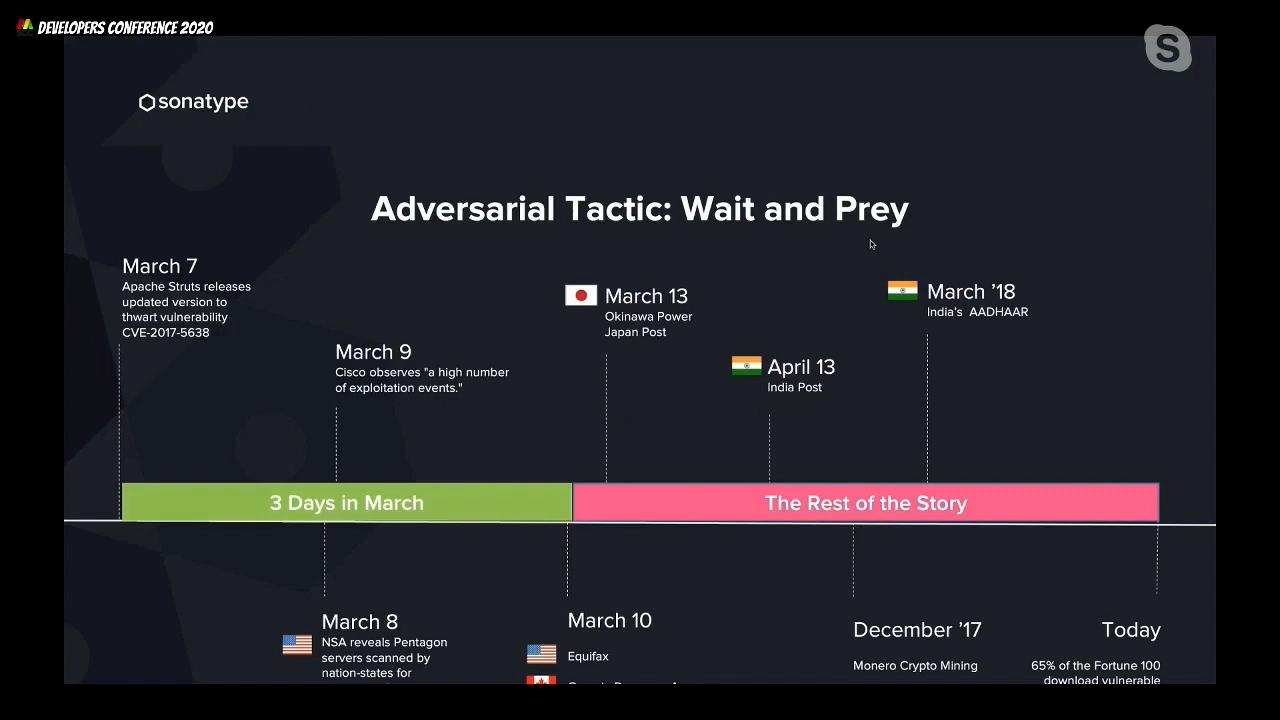 DEVELOPERS CONFERENCE 2020
sonatype
Adversarial Tactic: Wait and Prey
March 7
Apache Struts releases
updated version to
thwart vulnerability
CVE-2017-5638
March 9
Cisco observes "a high number
of exploitation events."
March 13
Okinawa Power
Japan Post
April 13
India Post
March ’18
India's AADHAAR
3 Days in March
The Rest of the Story
March 8
NSA reveals Pentagon
servers scanned by
nation-states for
March 10
Equifax
December ’17
Monero Crypto Mining
Today
65% of the Fortune 100
download vulnerable